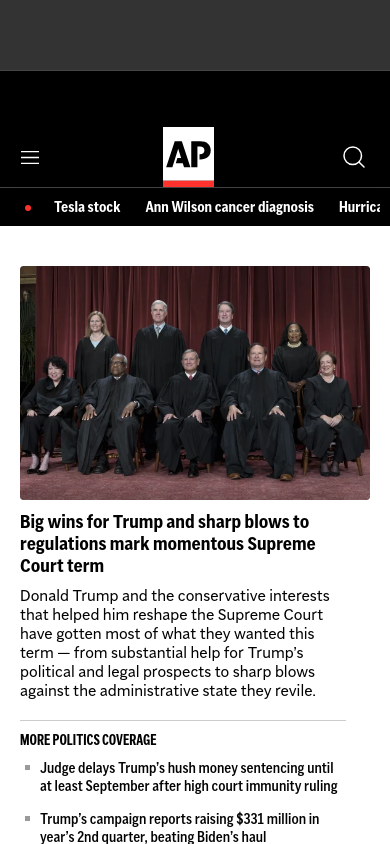 AP
Tesla stock Ann Wilson cancer diagnosis Hurrica
Big wins for Trump and sharp blows to
regulations mark momentous Supreme
Court term
Donald Trump and the conservative interests
that helped him reshape the Supreme Court
have gotten most of what they wanted this
term — from substantial help for Trump’s
political and legal prospects to sharp blows
against the administrative state they revile.
MORE POLITICS COVERAGE
Judge delays Trump’s hush money sentencing until
at least September after high court immunity ruling
Trump’s campaign reports raising $331 million in
year’s 2nd quarter, beating Biden’s haul